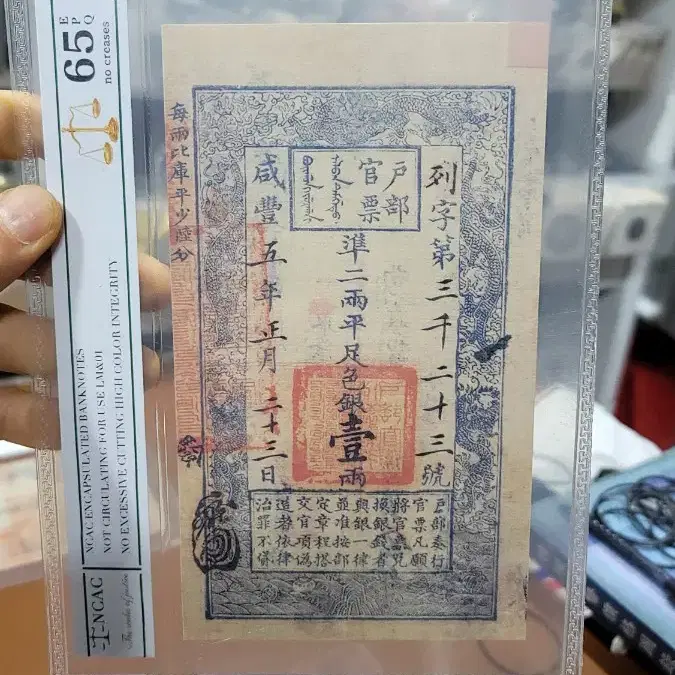 65 EPQ
no creases
NGAC ENCAPSULATED BANKNOTES
NOT CIRCULATING FOR USE LM&01
NO EXCESSIVE CUTTING HIGH COLOR INTEGRITY
NGAC
每兩比庫平少陸分
戶部
官票
列字第三千二十三號
準二兩平足色銀壹兩
咸豐五年正月二十三日
戶部奏行
官票凡願
將官票兌
換銀錢者
與銀一律
並准按部
定章程搭
交官項偽
造者依律
治罪不貸